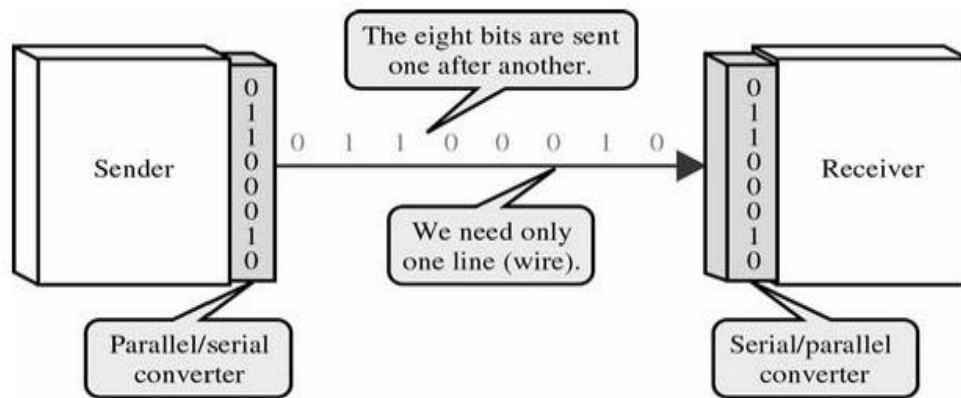 The eight bits are sent
one after another.
0 1 1 0 0 0 1 0
Sender
0
1
1
0
0
0
1
0
0
1
1
0
0
0
1
0
Receiver
We need only
one line (wire).
Parallel/serial
converter
Serial/parallel
converter